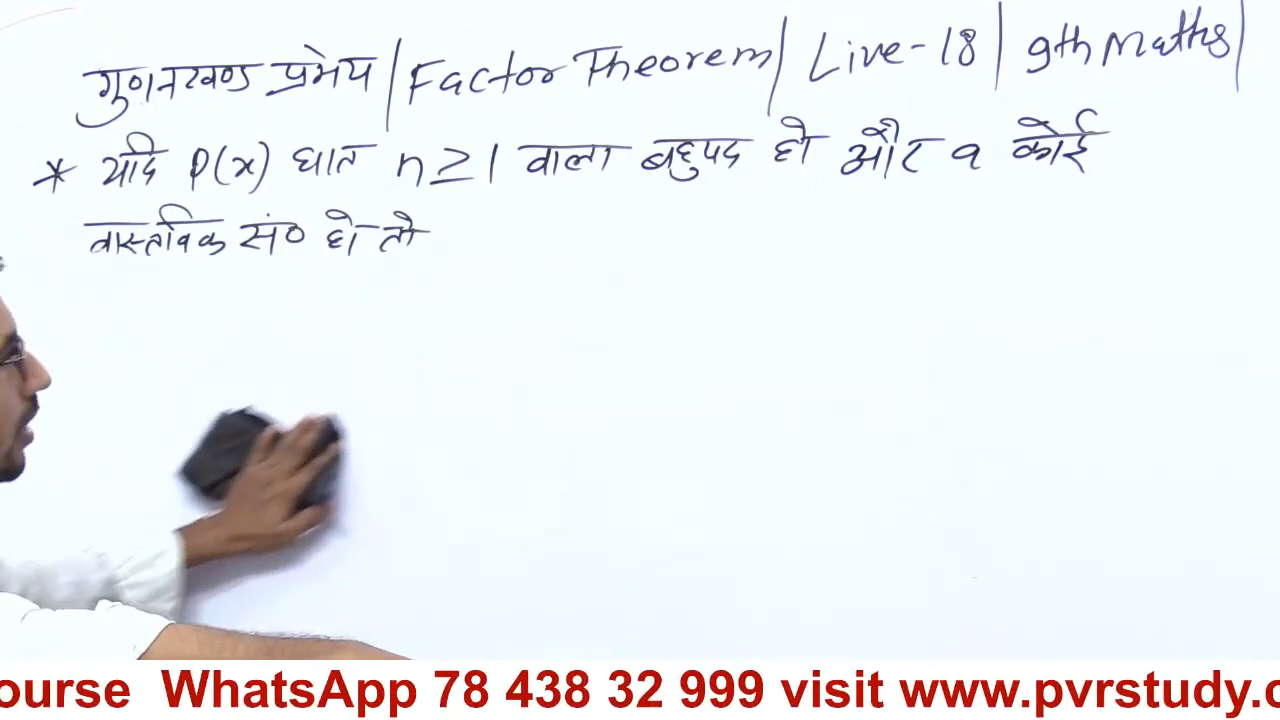 गुणनखण्ड प्रमेय | Factor Theorem | Live-18 | 9th Maths |
* यदि P(x) घात n ≥ 1 वाला बहुपद हो और a कोई
वास्तविक सं० हो तो
ourse WhatsApp 78 438 32 999 visit www.pvrstudy.c